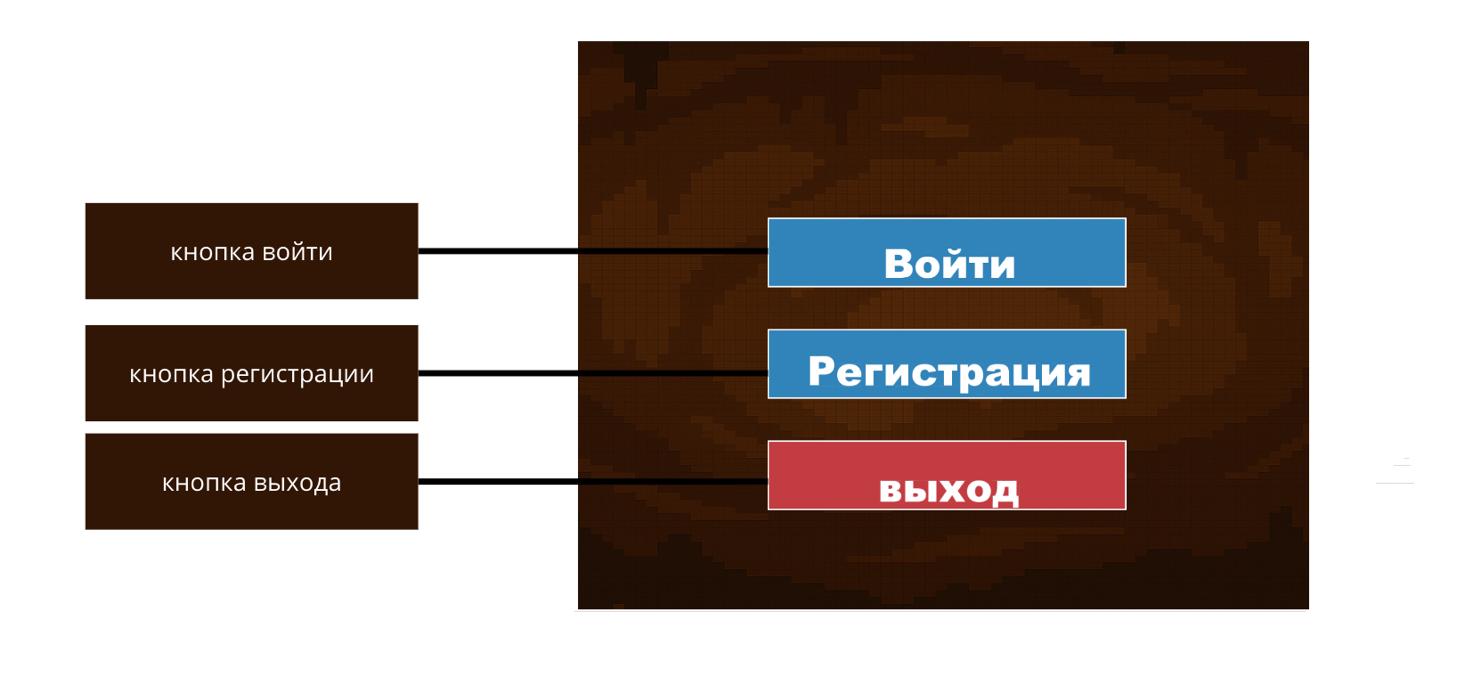 кнопка войти
Войти
кнопка регистрации
Регистрация
кнопка выхода
выход